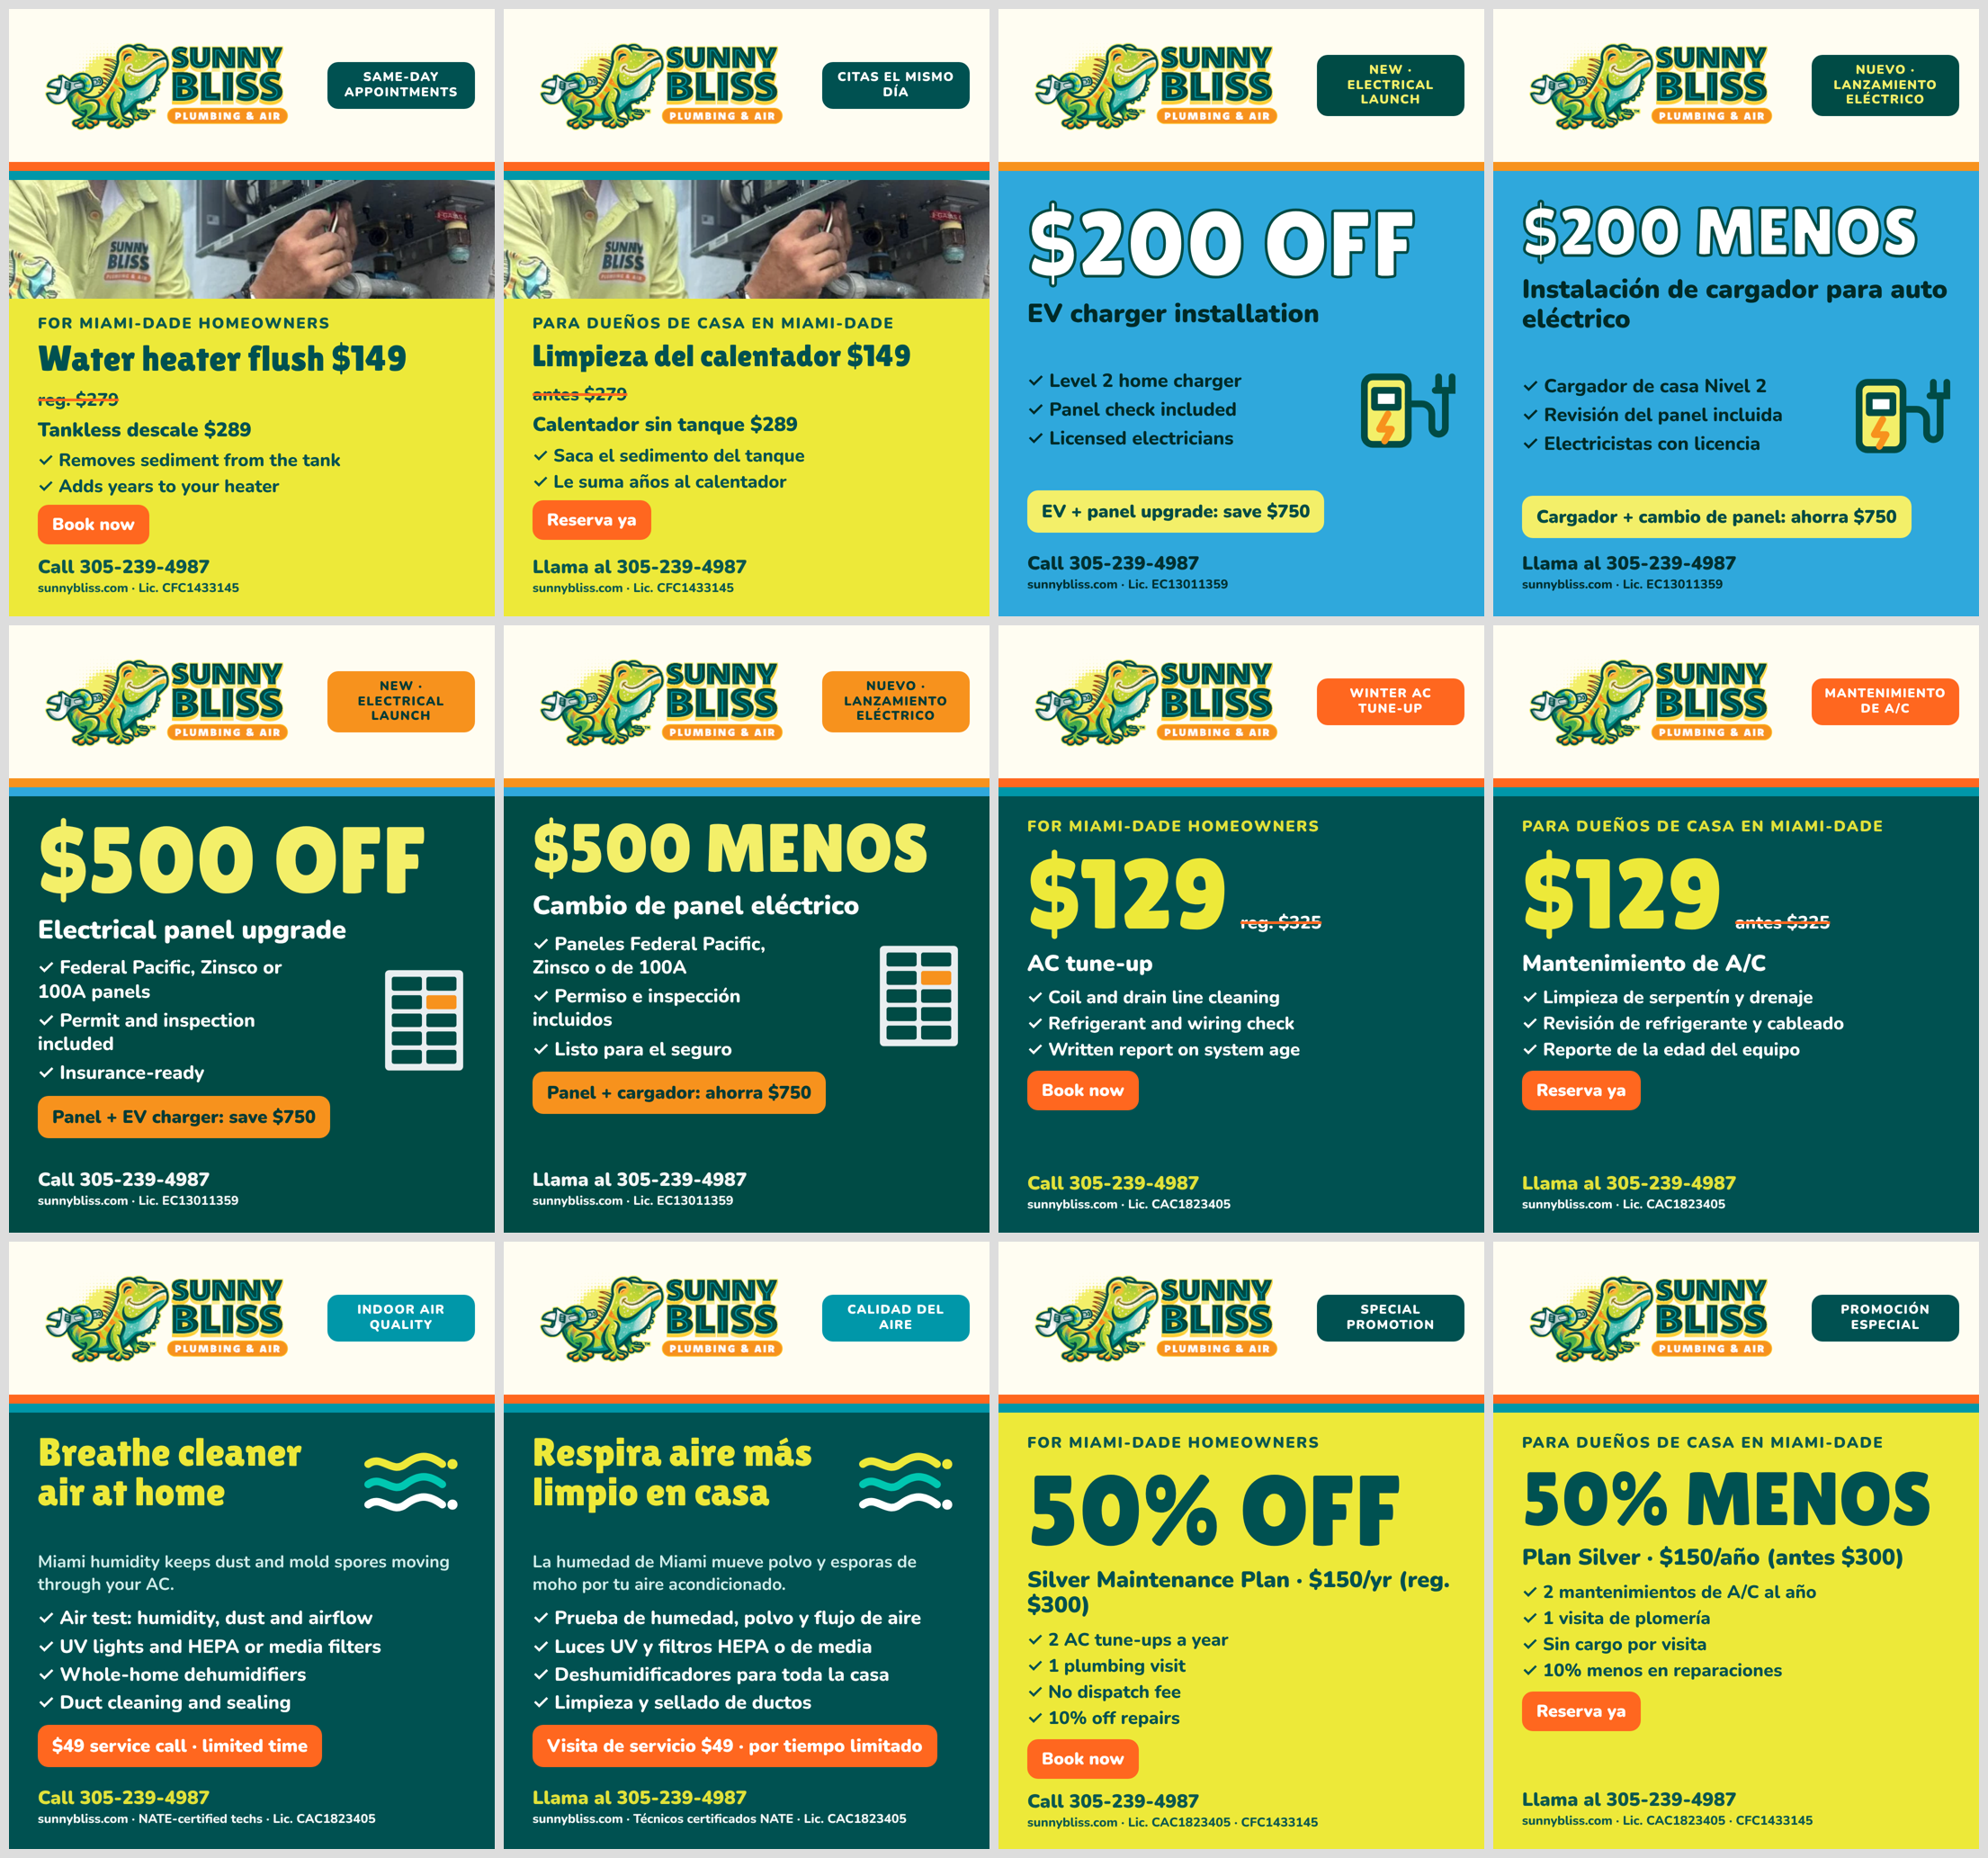 SUNNY
BLISS
PLUMBING & AIR
SAME-DAY
APPOINTMENTS
SUNNY
BLISS
PLUMBING & AIR
FOR MIAMI-DADE HOMEOWNERS
Water heater flush $149
reg. $279
Tankless descale $289
✓ Removes sediment from the tank
✓ Adds years to your heater
Book now
Call 305-239-4987
sunnybliss.com · Lic. CFC1433145
SUNNY
BLISS
PLUMBING & AIR
CITAS EL MISMO
DÍA
SUNNY
BLISS
PLUMBING & AIR
PARA DUEÑOS DE CASA EN MIAMI-DADE
Limpieza del calentador $149
antes $279
Calentador sin tanque $289
✓ Saca el sedimento del tanque
✓ Le suma años al calentador
Reserva ya
Llama al 305-239-4987
sunnybliss.com · Lic. CFC1433145
SUNNY
BLISS
PLUMBING & AIR
NEW ·
ELECTRICAL
LAUNCH
$200 OFF
EV charger installation
✓ Level 2 home charger
✓ Panel check included
✓ Licensed electricians
EV + panel upgrade: save $750
Call 305-239-4987
sunnybliss.com · Lic. EC13011359
SUNNY
BLISS
PLUMBING & AIR
NUEVO ·
LANZAMIENTO
ELÉCTRICO
$200 MENOS
Instalación de cargador para auto
eléctrico
✓ Cargador de casa Nivel 2
✓ Revisión del panel incluida
✓ Electricistas con licencia
Cargador + cambio de panel: ahorra $750
Llama al 305-239-4987
sunnybliss.com · Lic. EC13011359
SUNNY
BLISS
PLUMBING & AIR
NEW ·
ELECTRICAL
LAUNCH
$500 OFF
Electrical panel upgrade
✓ Federal Pacific, Zinsco or
100A panels
✓ Permit and inspection
included
✓ Insurance-ready
Panel + EV charger: save $750
Call 305-239-4987
sunnybliss.com · Lic. EC13011359
SUNNY
BLISS
PLUMBING & AIR
NUEVO ·
LANZAMIENTO
ELÉCTRICO
$500 MENOS
Cambio de panel eléctrico
✓ Paneles Federal Pacific,
Zinsco o de 100A
✓ Permiso e inspección
incluidos
✓ Listo para el seguro
Panel + cargador: ahorra $750
Llama al 305-239-4987
sunnybliss.com · Lic. EC13011359
SUNNY
BLISS
PLUMBING & AIR
WINTER AC
TUNE-UP
FOR MIAMI-DADE HOMEOWNERS
$129 reg. $325
AC tune-up
✓ Coil and drain line cleaning
✓ Refrigerant and wiring check
✓ Written report on system age
Book now
Call 305-239-4987
sunnybliss.com · Lic. CAC1823405
SUNNY
BLISS
PLUMBING & AIR
MANTENIMIENTO
DE A/C
PARA DUEÑOS DE CASA EN MIAMI-DADE
$129 antes $325
Mantenimiento de A/C
✓ Limpieza de serpentín y drenaje
✓ Revisión de refrigerante y cableado
✓ Reporte de la edad del equipo
Reserva ya
Llama al 305-239-4987
sunnybliss.com · Lic. CAC1823405
SUNNY
BLISS
PLUMBING & AIR
INDOOR AIR
QUALITY
Breathe cleaner
air at home
Miami humidity keeps dust and mold spores moving
through your AC.
✓ Air test: humidity, dust and airflow
✓ UV lights and HEPA or media filters
✓ Whole-home dehumidifiers
✓ Duct cleaning and sealing
$49 service call · limited time
Call 305-239-4987
sunnybliss.com · NATE-certified techs · Lic. CAC1823405
SUNNY
BLISS
PLUMBING & AIR
CALIDAD DEL
AIRE
Respira aire más
limpio en casa
La humedad de Miami mueve polvo y esporas de
moho por tu aire acondicionado.
✓ Prueba de humedad, polvo y flujo de aire
✓ Luces UV y filtros HEPA o de media
✓ Deshumidificadores para toda la casa
✓ Limpieza y sellado de ductos
Visita de servicio $49 · por tiempo limitado
Llama al 305-239-4987
sunnybliss.com · Técnicos certificados NATE · Lic. CAC1823405
SUNNY
BLISS
PLUMBING & AIR
SPECIAL
PROMOTION
FOR MIAMI-DADE HOMEOWNERS
50% OFF
Silver Maintenance Plan · $150/yr (reg.
$300)
✓ 2 AC tune-ups a year
✓ 1 plumbing visit
✓ No dispatch fee
✓ 10% off repairs
Book now
Call 305-239-4987
sunnybliss.com · Lic. CAC1823405 · CFC1433145
SUNNY
BLISS
PLUMBING & AIR
PROMOCIÓN
ESPECIAL
PARA DUEÑOS DE CASA EN MIAMI-DADE
50% MENOS
Plan Silver · $150/año (antes $300)
✓ 2 mantenimientos de A/C al año
✓ 1 visita de plomería
✓ Sin cargo por visita
✓ 10% menos en reparaciones
Reserva ya
Llama al 305-239-4987
sunnybliss.com · Lic. CAC1823405 · CFC1433145